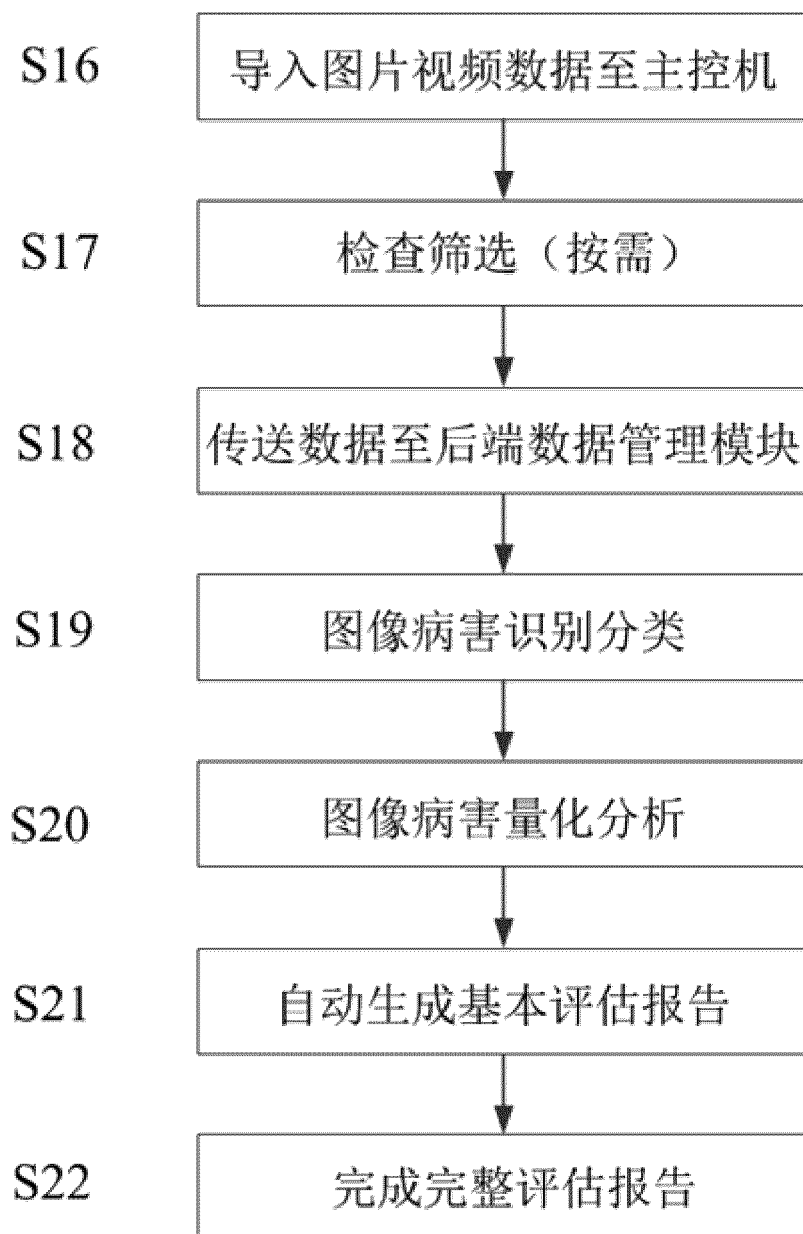 S16 导入图片视频数据至主控机
S17 检查筛选（按需）
S18 传送数据至后端数据管理模块
S19 图像病害识别分类
S20 图像病害量化分析
S21 自动生成基本评估报告
S22 完成完整评估报告